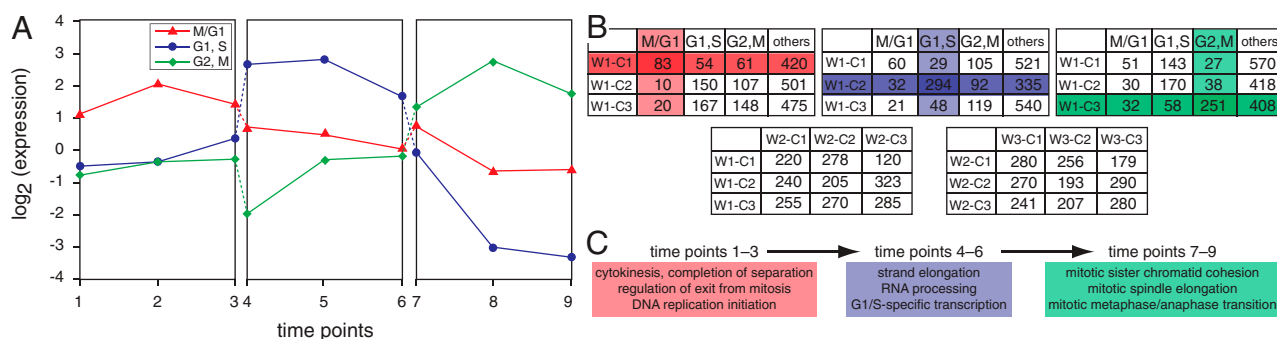 A
4
3
2
1
0
-1
-2
-3
-4
log2 (expression)
M/G1
G1, S
G2, M
1 2 3 4 5 6 7 8 9
time points
B
M/G1 G1,S G2,M others
W1-C1 83 54 61 420
W1-C2 10 150 107 501
W1-C3 20 167 148 475
M/G1 G1,S G2,M others
W1-C1 60 29 105 521
W1-C2 32 294 92 335
W1-C3 21 48 119 540
M/G1 G1,S G2,M others
W1-C1 51 143 27 570
W1-C2 30 170 38 418
W1-C3 32 58 251 408
W2-C1 W2-C2 W2-C3
W1-C1 220 278 120
W1-C2 240 205 323
W1-C3 255 270 285
W3-C1 W3-C2 W3-C3
W2-C1 280 256 179
W2-C2 270 193 290
W2-C3 241 207 280
C
time points 1–3
cytokinesis, completion of separation
regulation of exit from mitosis
DNA replication initiation
time points 4–6
strand elongation
RNA processing
G1/S-specific transcription
time points 7–9
mitotic sister chromatid cohesion
mitotic spindle elongation
mitotic metaphase/anaphase transition